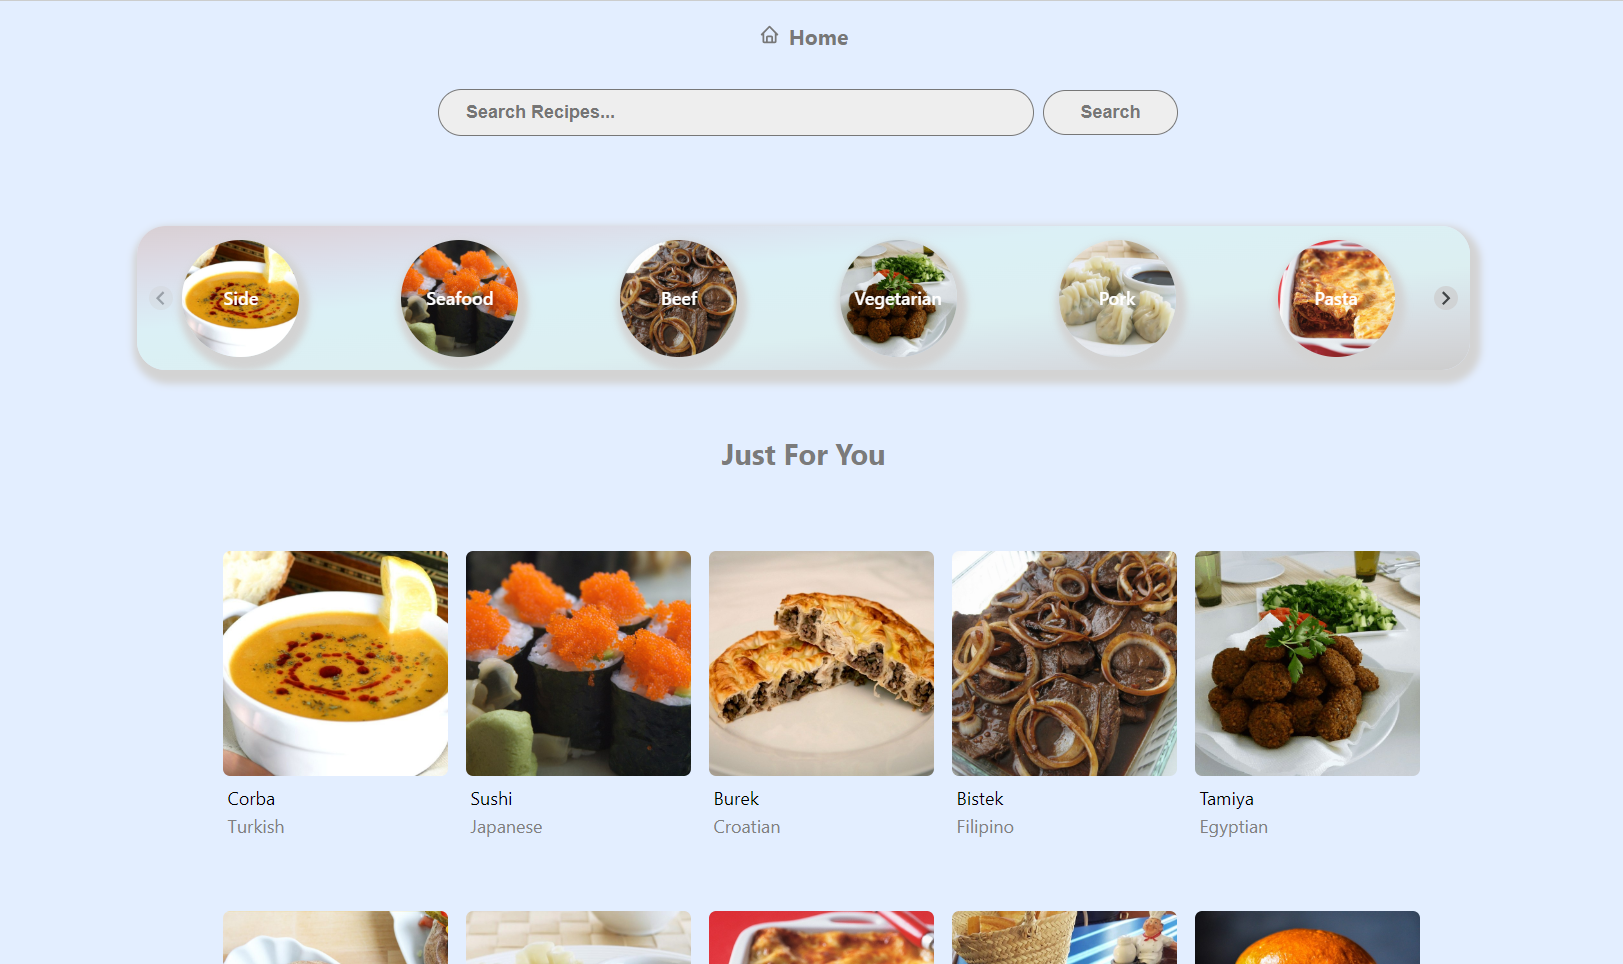 Home
Search Recipes...
Search
Side
Seafood
Beef
Vegetarian
Pork
Pasta
Just For You
Corba
Turkish
Sushi
Japanese
Burek
Croatian
Bistek
Filipino
Tamiya
Egyptian